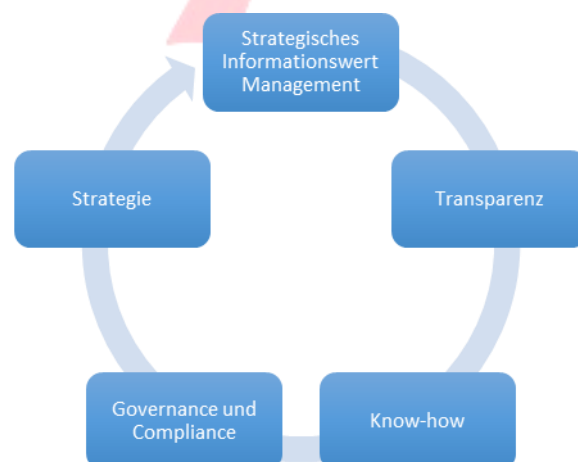 Strategisches
Informationswert
Management
Transparenz
Know-how
Governance und
Compliance
Strategie